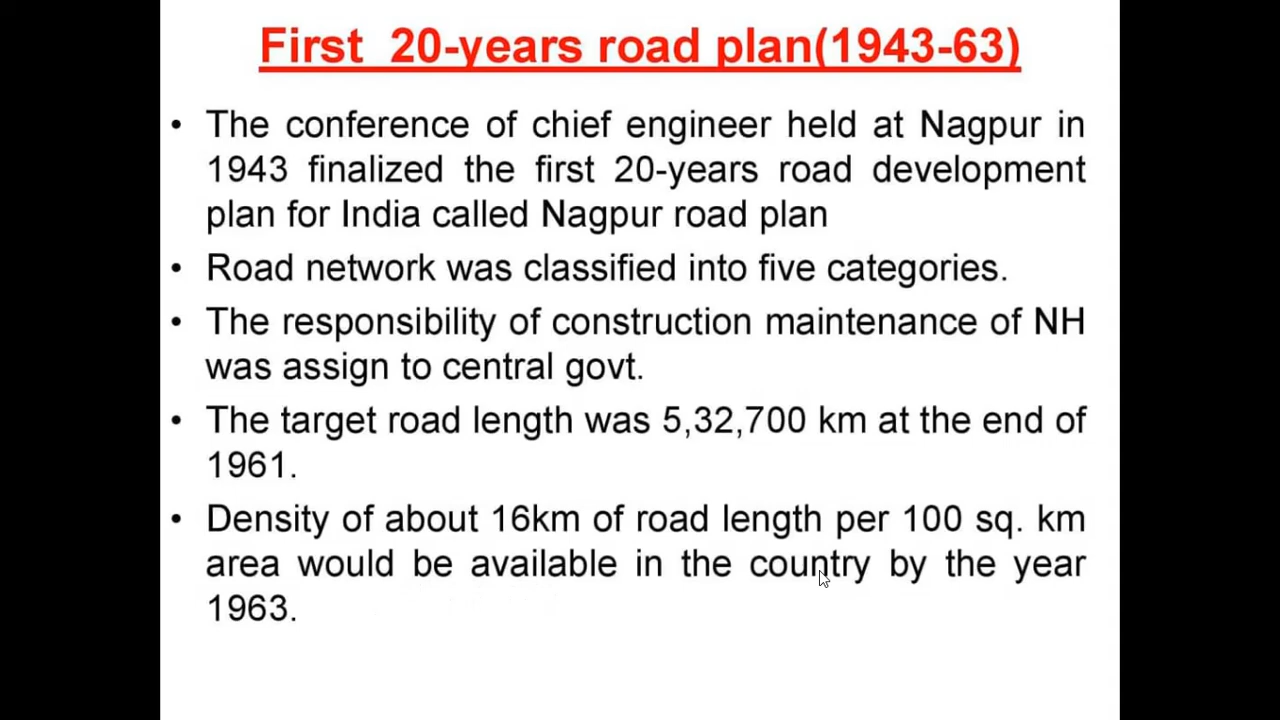 First 20-years road plan(1943-63)
• The conference of chief engineer held at Nagpur in
1943 finalized the first 20-years road development
plan for India called Nagpur road plan
• Road network was classified into five categories.
• The responsibility of construction maintenance of NH
was assign to central govt.
• The target road length was 5,32,700 km at the end of
1961.
• Density of about 16km of road length per 100 sq. km
area would be available in the country by the year
1963.